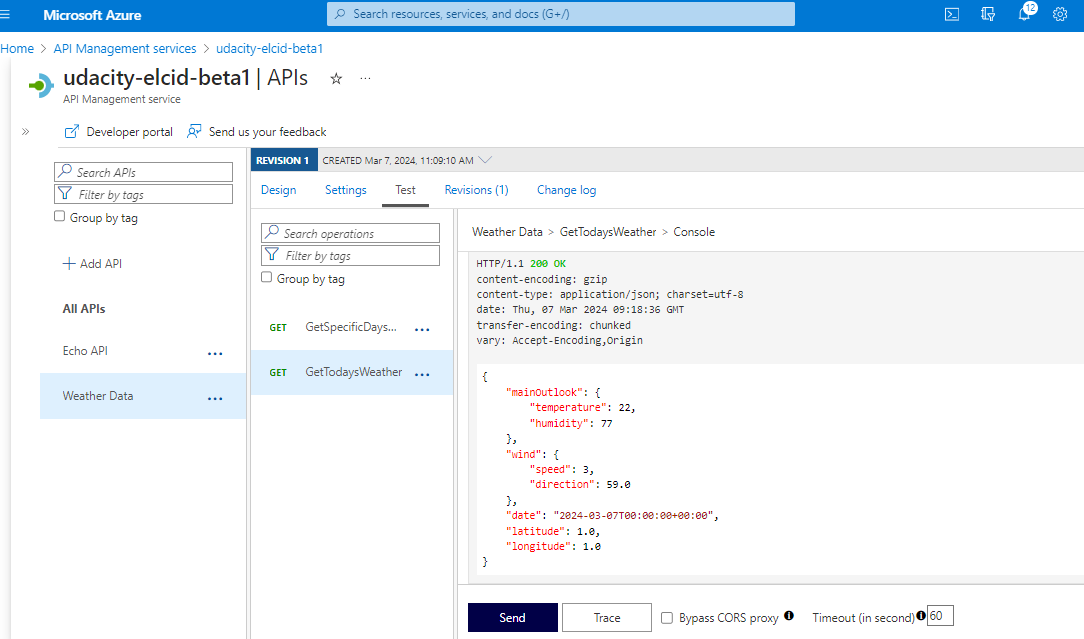 Microsoft Azure
Search resources, services, and docs (G+/)
12
Home > API Management services > udacity-elcid-beta1
udacity-elcid-beta1 | APIs
API Management service
Developer portal
Send us your feedback
Search APIs
Filter by tags
Group by tag
Add API
All APIs
Echo API
Weather Data
REVISION 1 CREATED Mar 7, 2024, 11:09:10 AM
Design Settings Test Revisions (1) Change log
Search operations
Filter by tags
Group by tag
GET GetSpecificDays...
GET GetTodaysWeather
Weather Data > GetTodaysWeather > Console
HTTP/1.1 200 OK
content-encoding: gzip
content-type: application/json; charset=utf-8
date: Thu, 07 Mar 2024 09:18:36 GMT
transfer-encoding: chunked
vary: Accept-Encoding,Origin
{
"mainOutlook": {
"temperature": 22,
"humidity": 77
},
"wind": {
"speed": 3,
"direction": 59.0
},
"date": "2024-03-07T00:00:00+00:00",
"latitude": 1.0,
"longitude": 1.0
}
Send Trace Bypass CORS proxy Timeout (in second) 60